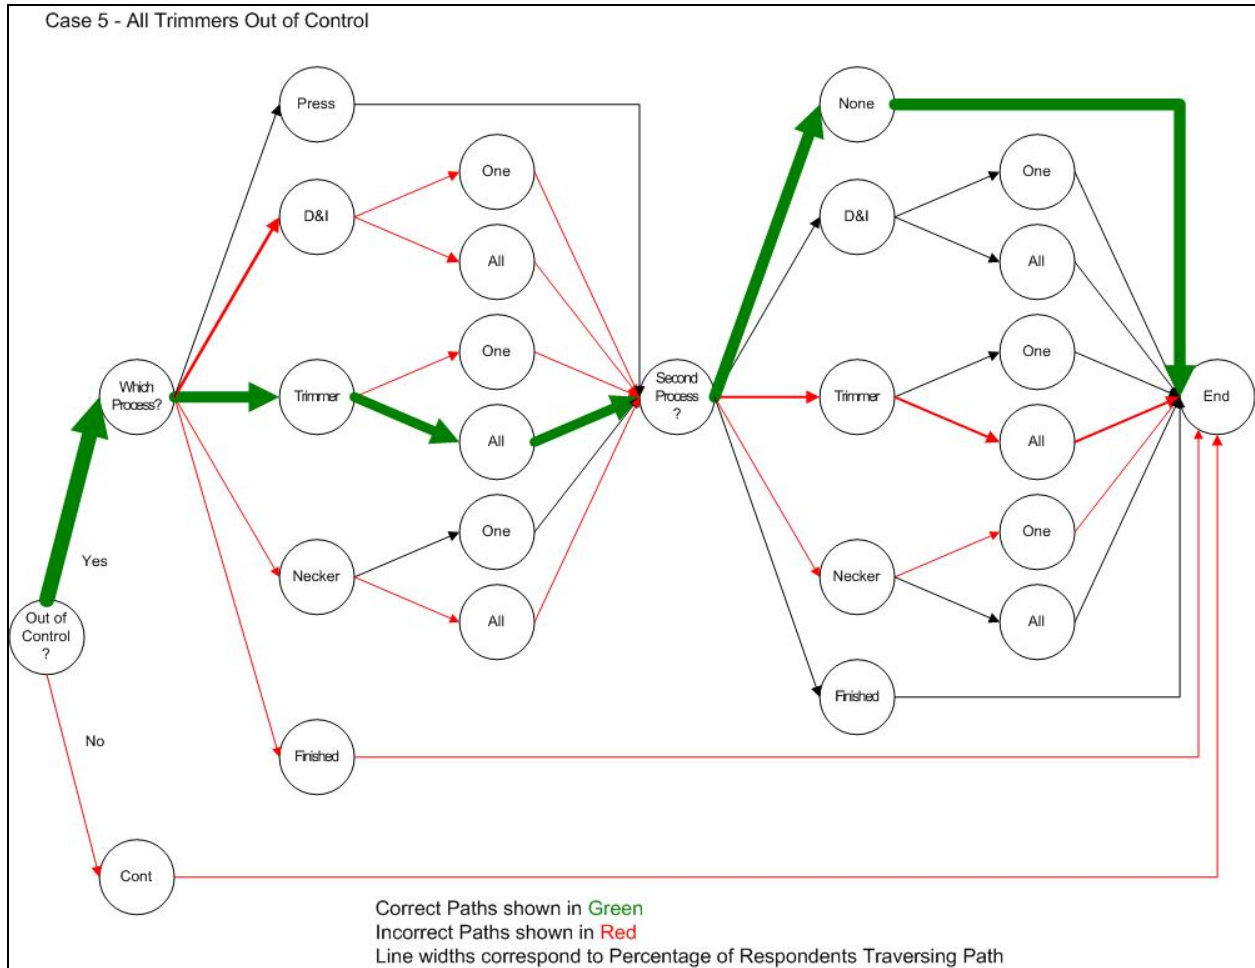 Case 5 - All Trimmers Out of Control
Press
None
One
One
D&I
D&I
All
All
One
One
Which
Process?
Trimmer
Second
Process
?
Trimmer
End
All
All
One
One
Yes
Necker
Necker
Out of
Control
?
All
All
Finished
No
Finished
Cont
Correct Paths shown in Green
Incorrect Paths shown in Red
Line widths correspond to Percentage of Respondents Traversing Path